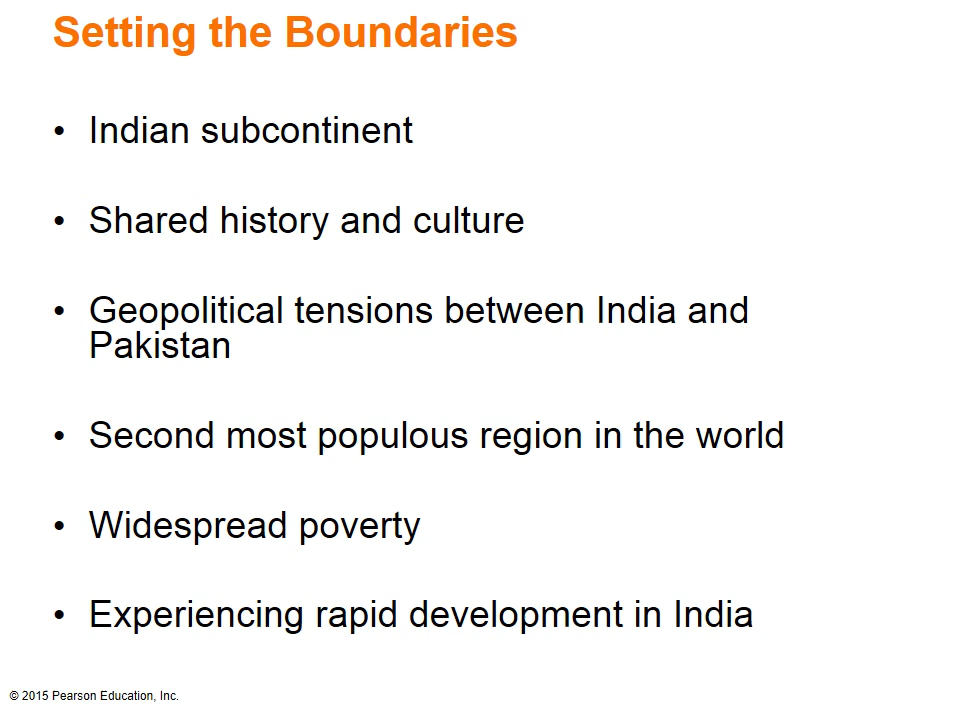 Setting the Boundaries
• Indian subcontinent
• Shared history and culture
• Geopolitical tensions between India and
Pakistan
• Second most populous region in the world
• Widespread poverty
• Experiencing rapid development in India
© 2015 Pearson Education, Inc.